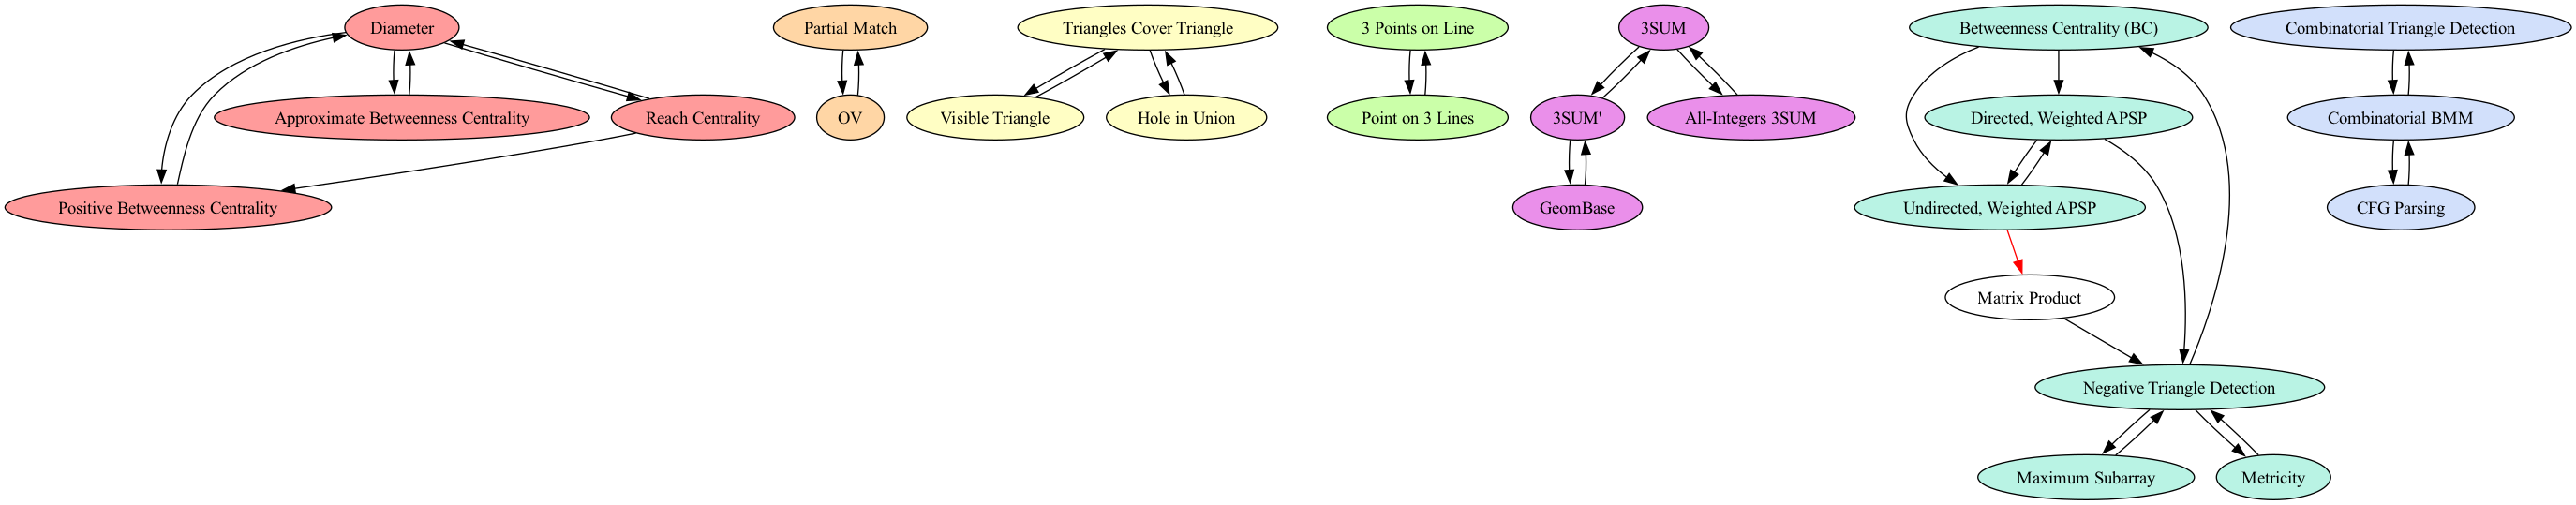 Diameter
Partial Match
Triangles Cover Triangle
3 Points on Line
3SUM
Betweenness Centrality (BC)
Combinatorial Triangle Detection
Approximate Betweenness Centrality
Reach Centrality
OV
Visible Triangle
Hole in Union
Point on 3 Lines
3SUM'
All-Integers 3SUM
Directed, Weighted APSP
Combinatorial BMM
Positive Betweenness Centrality
GeomBase
Undirected, Weighted APSP
CFG Parsing
Matrix Product
Negative Triangle Detection
Maximum Subarray
Metricity